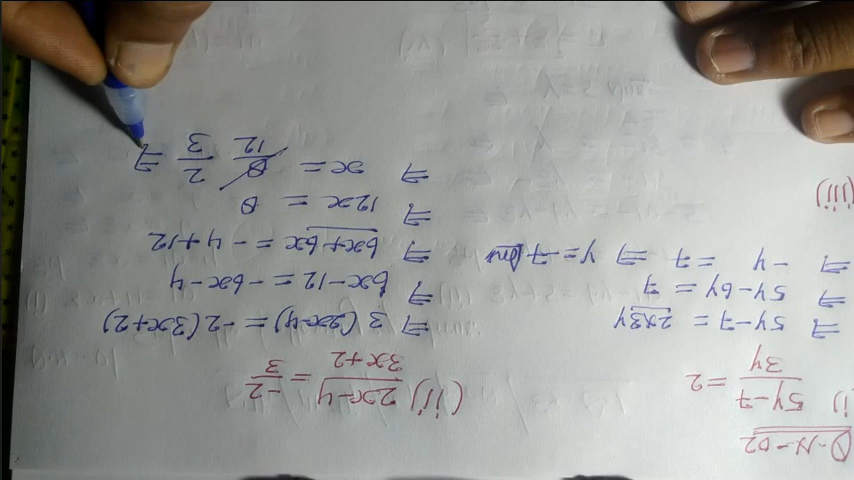 Q.N-02
i) 5y-7/3y = 2
⇒ 5y-7 = 2×3y
⇒ 5y-6y = 7
⇒ -y = 7 ⇒ y=-7 Ans
(iii)
(ii) 2x-4/3x+2 = -2/3
⇒ 3(2x-4) = -2(3x+2)
⇒ 6x-12 = -6x-4
⇒ 6x+6x = -4+12
⇒ 12x = 8
⇒ x = 8/12 2/3 ⇒